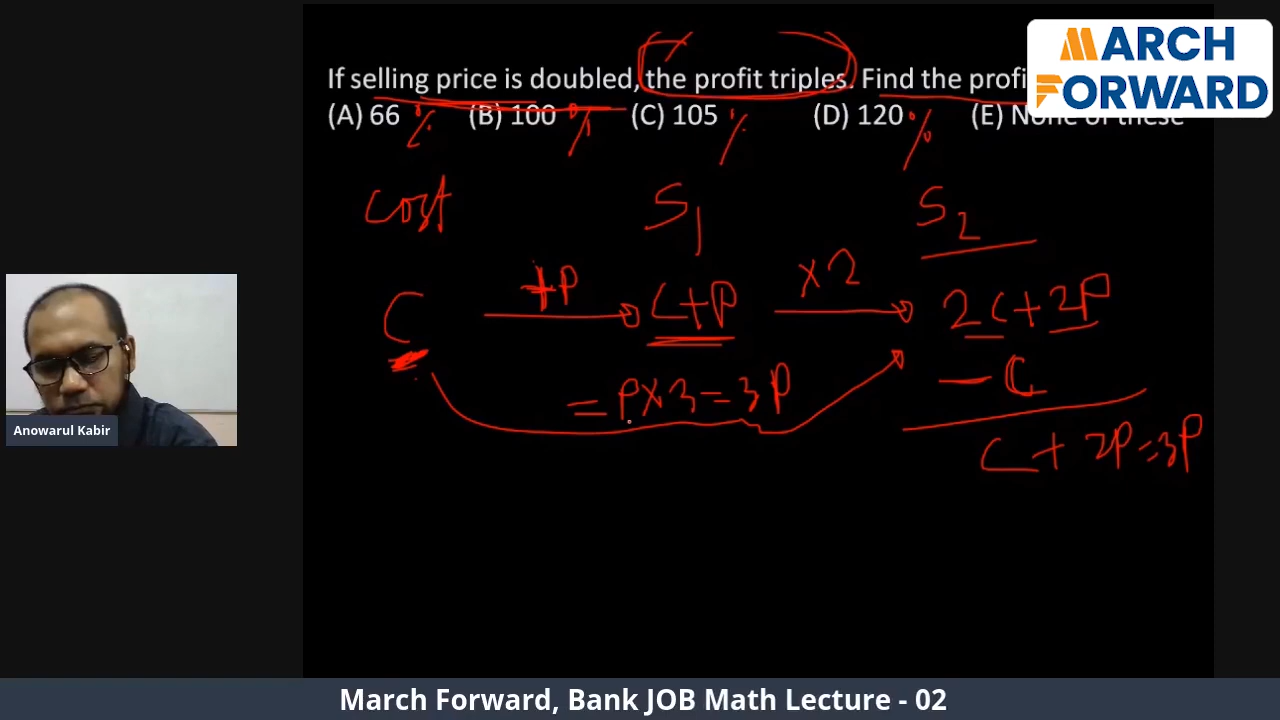 MARCH
FORWARD
If selling price is doubled, the profit triples. Find the profi
(A) 66 % (B) 100 % (C) 105 % (D) 120 % (E) None of these
cost S1 S2
C +P C+P ×2 2C+2P
- C
= P×3=3P
C + 2P=3P
Anowarul Kabir
March Forward, Bank JOB Math Lecture - 02